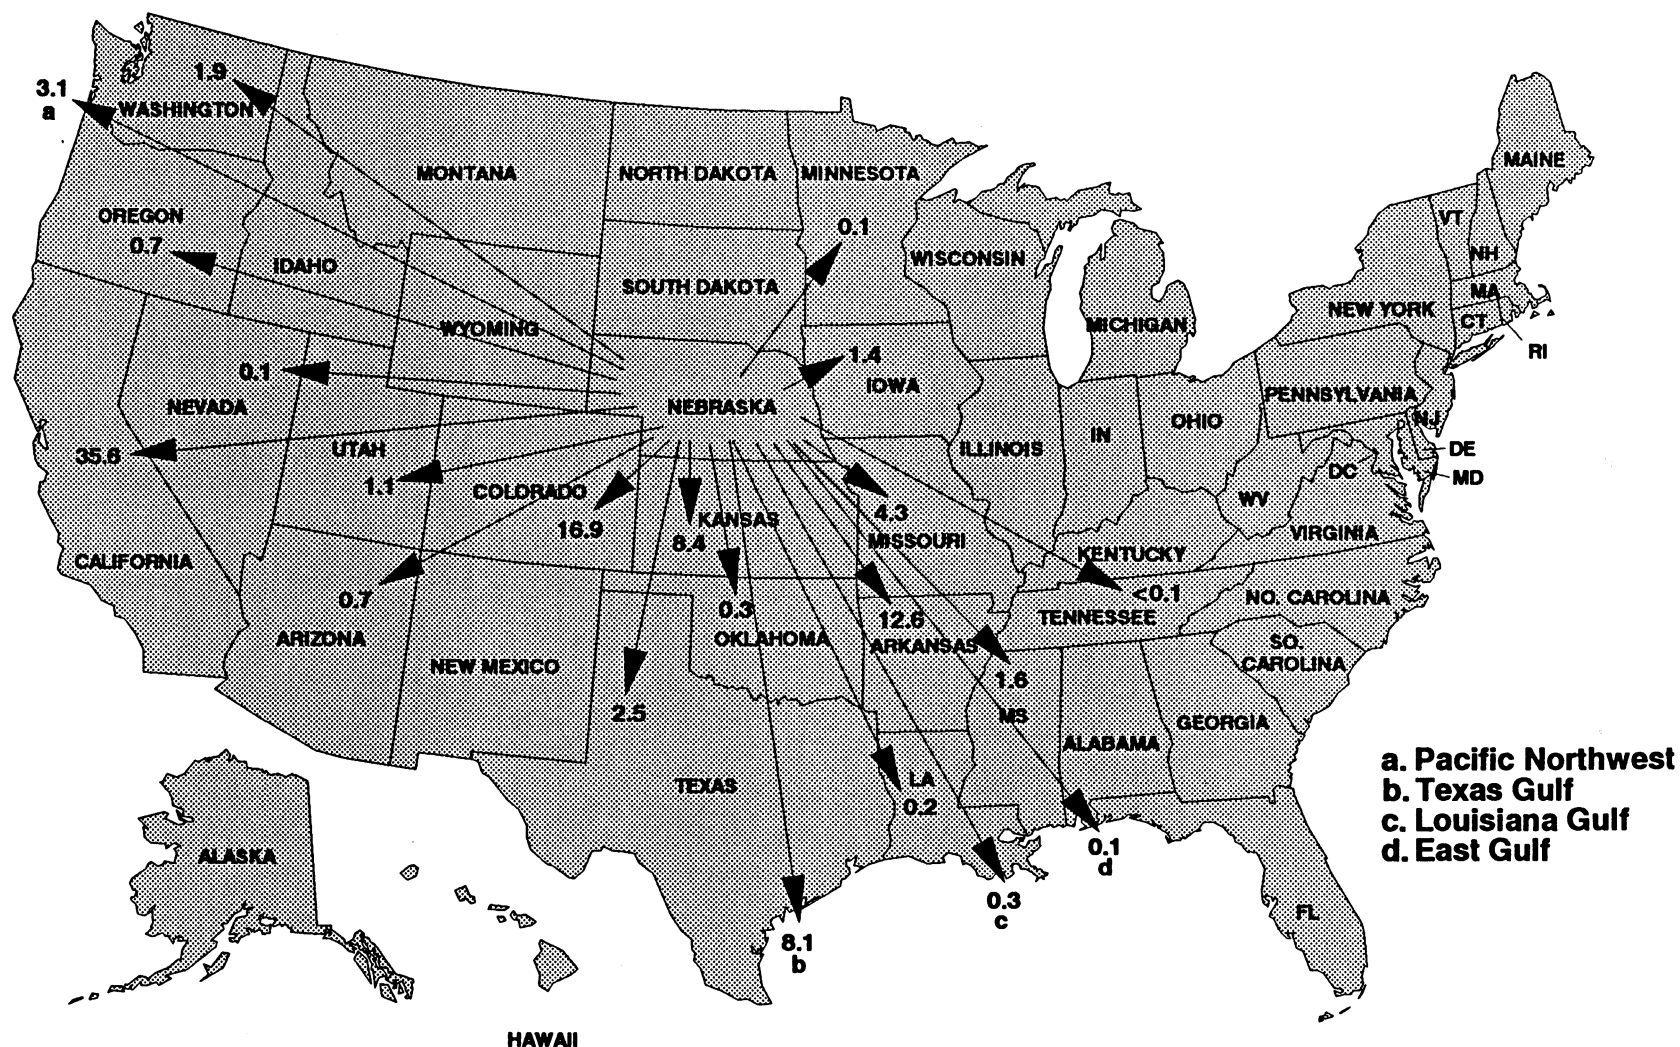 1.9
3.1
a
WASHINGTON
MONTANA
NORTH DAKOTA
MINNESOTA
MAINE
OREGON
0.7
IDAHO
0.1
VT
NH
WISCONSIN
SOUTH DAKOTA
WYOMING
MICHIGAN
NEW YORK
MA
CT
RI
0.1
NEVADA
1.4
IOWA
NEBRASKA
PENNSYLVANIA
NJ
OHIO
IN
ILLINOIS
UTAH
35.6
1.1
COLORADO
16.9
KANSAS
8.4
4.3
MISSOURI
DE
MD
DC
WV
VIRGINIA
CALIFORNIA
KENTUCKY
<0.1
0.7
ARIZONA
0.3
OKLAHOMA
12.6
ARKANSAS
TENNESSEE
NO. CAROLINA
SO.
CAROLINA
NEW MEXICO
2.5
1.6
MS
ALABAMA
GEORGIA
TEXAS
LA
0.2
a. Pacific Northwest
b. Texas Gulf
c. Louisiana Gulf
d. East Gulf
ALASKA
0.1
d
0.3
c
FL
8.1
b
HAWAII